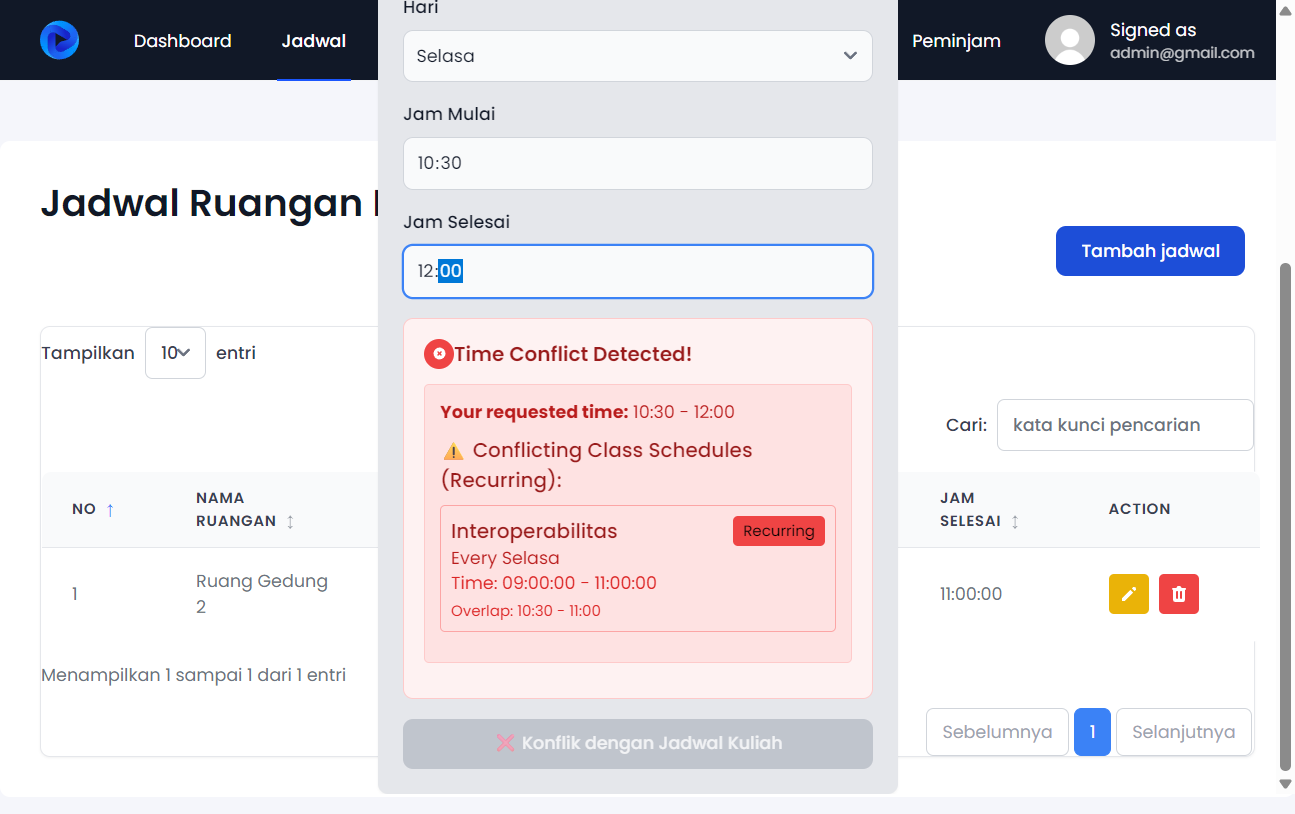 Dashboard
Jadwal
Peminjam
Signed as
admin@gmail.com
Hari
Selasa
Jam Mulai
10:30
Jam Selesai
12:00
Jadwal Ruangan
Tambah jadwal
Tampilkan 10 entri
Cari: kata kunci pencarian
Time Conflict Detected!
Your requested time: 10:30 - 12:00
⚠️ Conflicting Class Schedules
(Recurring):
Interoperabilitas
Recurring
Every Selasa
Time: 09:00:00 - 11:00:00
Overlap: 10:30 - 11:00
❌ Konflik dengan Jadwal Kuliah
NO ↑
NAMA
RUANGAN
JAM
SELESAI
ACTION
1
Ruang Gedung
2
11:00:00
Menampilkan 1 sampai 1 dari 1 entri
Sebelumnya 1 Selanjutnya